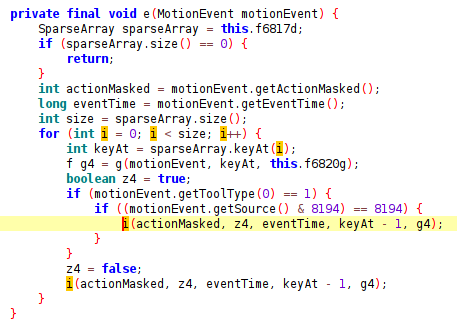 private final void e(MotionEvent motionEvent) {
    SparseArray sparseArray = this.f6817d;
    if (sparseArray.size() == 0) {
        return;
    }
    int actionMasked = motionEvent.getActionMasked();
    long eventTime = motionEvent.getEventTime();
    int size = sparseArray.size();
    for (int i = 0; i < size; i++) {
        int keyAt = sparseArray.keyAt(i);
        f g4 = g(motionEvent, keyAt, this.f6820g);
        boolean z4 = true;
        if (motionEvent.getToolType(0) == 1) {
            if ((motionEvent.getSource() & 8194) == 8194) {
                i(actionMasked, z4, eventTime, keyAt - 1, g4);
            }
        }
        z4 = false;
        i(actionMasked, z4, eventTime, keyAt - 1, g4);
    }
}